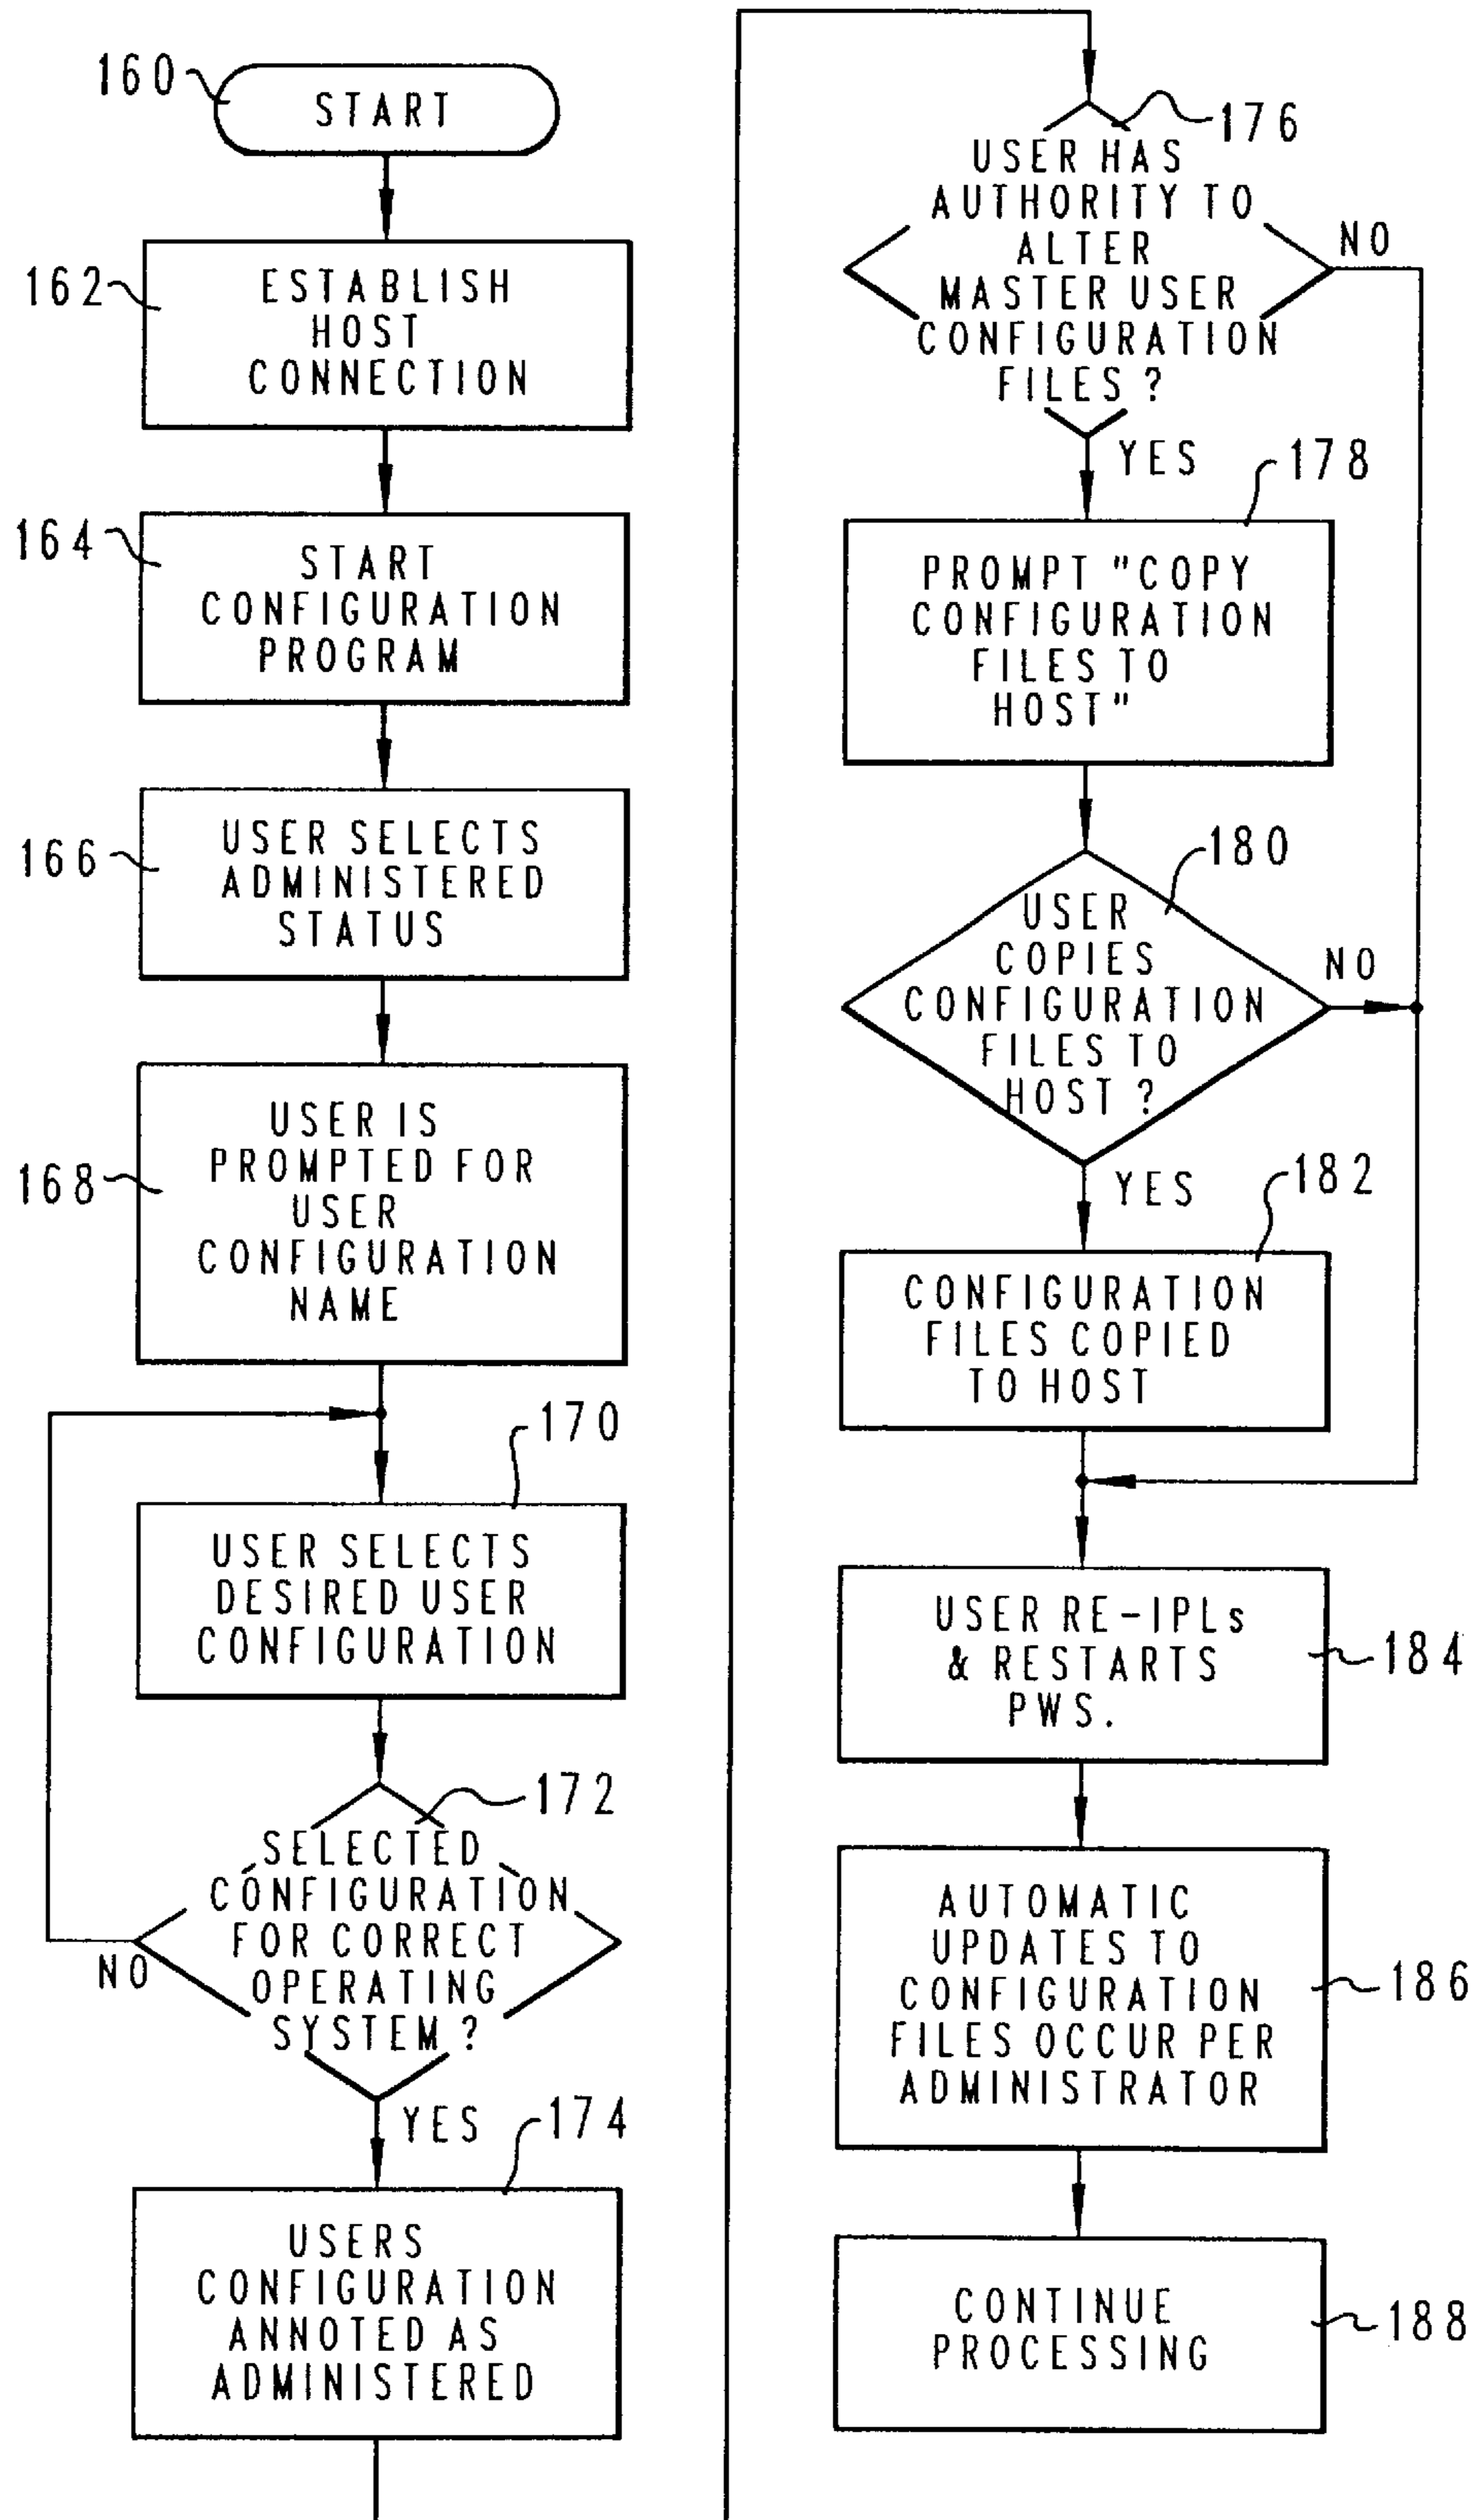 160
START
162
ESTABLISH
HOST
CONNECTION
164
START
CONFIGURATION
PROGRAM
166
USER SELECTS
ADMINISTERED
STATUS
168
USER IS
PROMPTED FOR
USER
CONFIGURATION
NAME
170
USER SELECTS
DESIRED USER
CONFIGURATION
172
SELECTED
CONFIGURATION
FOR CORRECT
OPERATING
SYSTEM?
NO
YES
174
USERS
CONFIGURATION
ANNOTED AS
ADMINISTERED
176
USER HAS
AUTHORITY TO
ALTER
MASTER USER
CONFIGURATION
FILES?
NO
YES
178
PROMPT "COPY
CONFIGURATION
FILES TO
HOST"
180
USER
COPIES
CONFIGURATION
FILES TO
HOST?
NO
YES
182
CONFIGURATION
FILES COPIED
TO HOST
USER RE-IPLs
& RESTARTS
PWS.
184
AUTOMATIC
UPDATES TO
CONFIGURATION
FILES OCCUR PER
ADMINISTRATOR
186
CONTINUE
PROCESSING
188